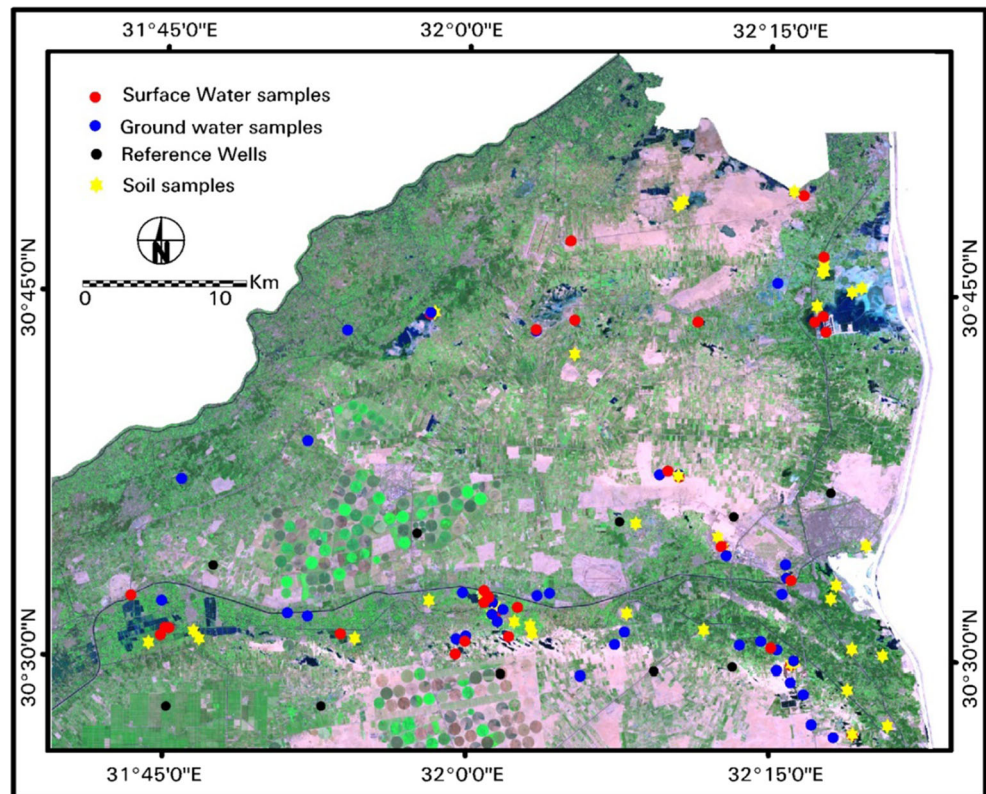 31°45'0"E 32°0'0"E 32°15'0"E
Surface Water samples
Ground water samples
Reference Wells
Soil samples
N
0 10 Km
30°45'0"N 30°45'0"N
30°30'0"N 30°30'0"N
31°45'0"E 32°0'0"E 32°15'0"E